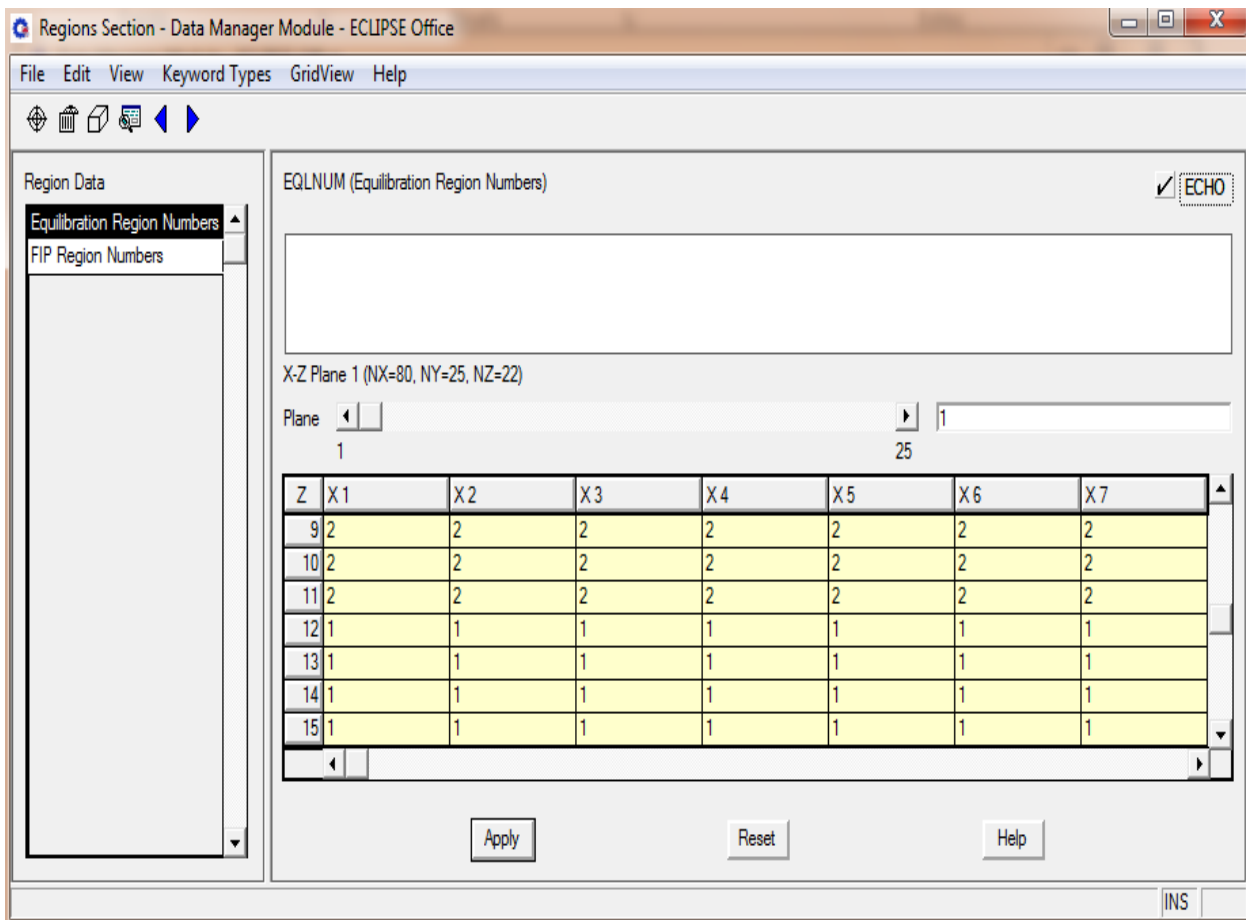 Regions Section - Data Manager Module - ECLIPSE Office
X
File Edit View Keyword Types GridView Help
Region Data
Equilibration Region Numbers
FIP Region Numbers
EQLNUM (Equilibration Region Numbers)
ECHO
X-Z Plane 1 (NX=80, NY=25, NZ=22)
Plane 1
1 25
Z X 1 X 2 X 3 X 4 X 5 X 6 X 7
9 2 2 2 2 2 2 2
10 2 2 2 2 2 2 2
11 2 2 2 2 2 2 2
12 1 1 1 1 1 1 1
13 1 1 1 1 1 1 1
14 1 1 1 1 1 1 1
15 1 1 1 1 1 1 1
Apply Reset Help
INS